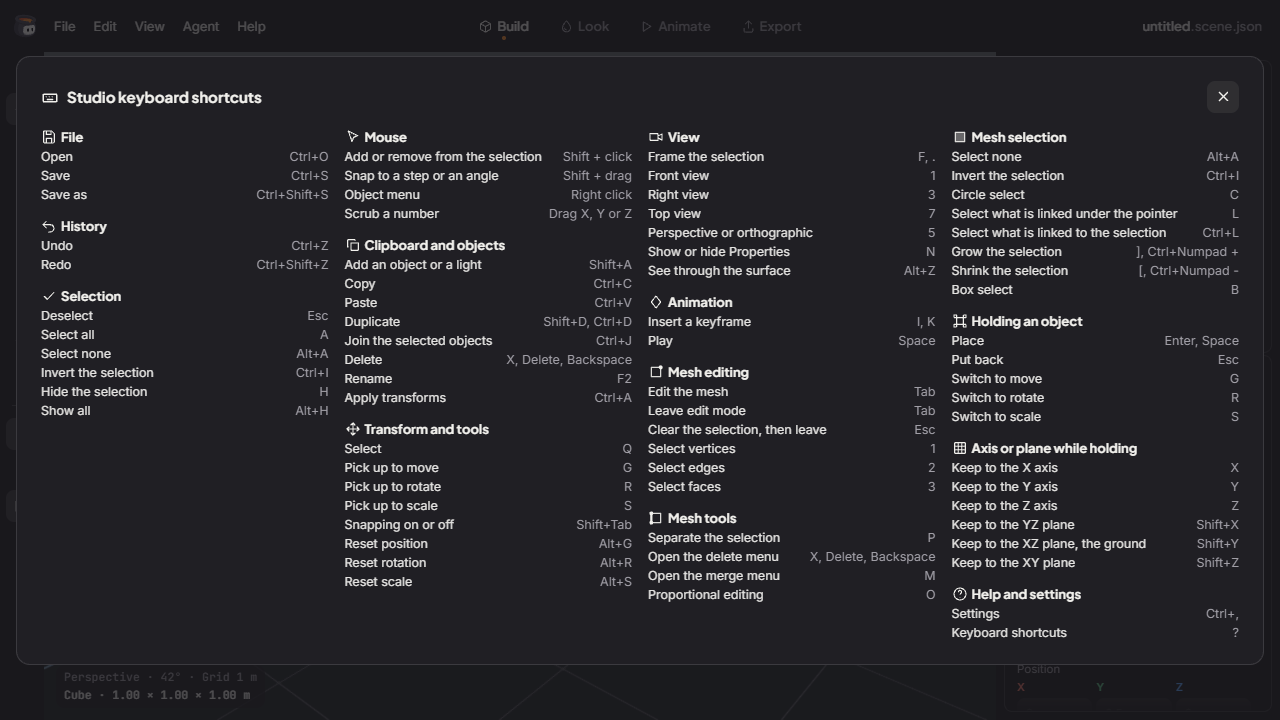 File Edit View Agent Help
Build Look Animate Export
untitled.scene.json
Studio keyboard shortcuts
File
Open Ctrl+O
Save Ctrl+S
Save as Ctrl+Shift+S
History
Undo Ctrl+Z
Redo Ctrl+Shift+Z
Selection
Deselect Esc
Select all A
Select none Alt+A
Invert the selection Ctrl+I
Hide the selection H
Show all Alt+H
Mouse
Add or remove from the selection Shift + click
Snap to a step or an angle Shift + drag
Object menu Right click
Scrub a number Drag X, Y or Z
Clipboard and objects
Add an object or a light Shift+A
Copy Ctrl+C
Paste Ctrl+V
Duplicate Shift+D, Ctrl+D
Join the selected objects Ctrl+J
Delete X, Delete, Backspace
Rename F2
Apply transforms Ctrl+A
Transform and tools
Select Q
Pick up to move G
Pick up to rotate R
Pick up to scale S
Snapping on or off Shift+Tab
Reset position Alt+G
Reset rotation Alt+R
Reset scale Alt+S
View
Frame the selection F, .
Front view 1
Right view 3
Top view 7
Perspective or orthographic 5
Show or hide Properties N
See through the surface Alt+Z
Animation
Insert a keyframe I, K
Play Space
Mesh editing
Edit the mesh Tab
Leave edit mode Tab
Clear the selection, then leave Esc
Select vertices 1
Select edges 2
Select faces 3
Mesh tools
Separate the selection P
Open the delete menu X, Delete, Backspace
Open the merge menu M
Proportional editing O
Mesh selection
Select none Alt+A
Invert the selection Ctrl+I
Circle select C
Select what is linked under the pointer L
Select what is linked to the selection Ctrl+L
Grow the selection ], Ctrl+Numpad +
Shrink the selection [, Ctrl+Numpad -
Box select B
Holding an object
Place Enter, Space
Put back Esc
Switch to move G
Switch to rotate R
Switch to scale S
Axis or plane while holding
Keep to the X axis X
Keep to the Y axis Y
Keep to the Z axis Z
Keep to the YZ plane Shift+X
Keep to the XZ plane, the ground Shift+Y
Keep to the XY plane Shift+Z
Help and settings
Settings Ctrl+,
Keyboard shortcuts ?
Perspective · 42° · Grid 1 m
Cube · 1.00 × 1.00 × 1.00 m
Position
X Y Z